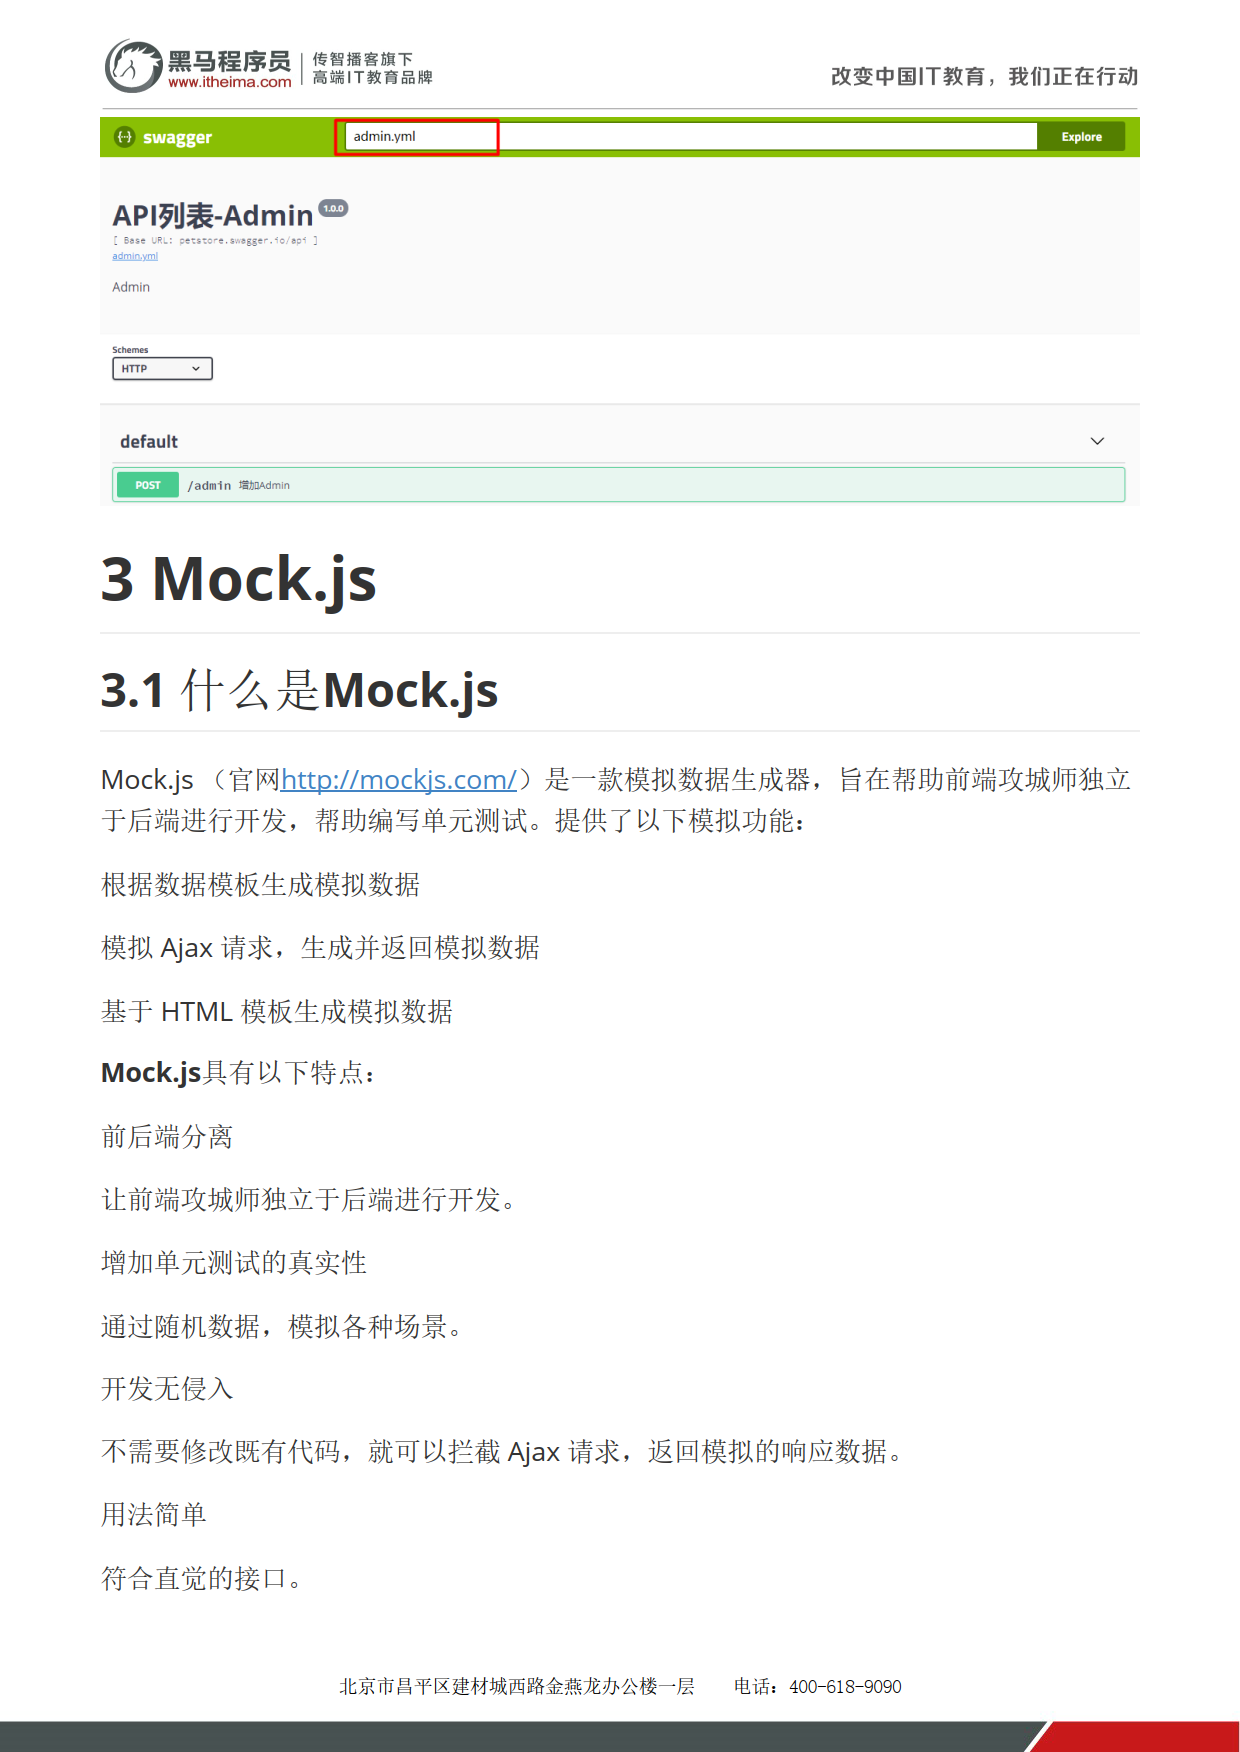 黑马程序员
www.itheima.com
传智播客旗下
高端IT教育品牌
改变中国IT教育，我们正在行动
swagger
admin.yml
Explore
API列表-Admin 1.0.0
[ Base URL: petstore.swagger.io/api ]
admin.yml
Admin
Schemes
HTTP
default
POST /admin 增加Admin
3 Mock.js
3.1 什么是Mock.js
Mock.js （官网http://mockjs.com/）是一款模拟数据生成器，旨在帮助前端攻城师独立
于后端进行开发，帮助编写单元测试。提供了以下模拟功能：
根据数据模板生成模拟数据
模拟 Ajax 请求，生成并返回模拟数据
基于 HTML 模板生成模拟数据
Mock.js具有以下特点：
前后端分离
让前端攻城师独立于后端进行开发。
增加单元测试的真实性
通过随机数据，模拟各种场景。
开发无侵入
不需要修改既有代码，就可以拦截 Ajax 请求，返回模拟的响应数据。
用法简单
符合直觉的接口。
北京市昌平区建材城西路金燕龙办公楼一层 电话：400-618-9090